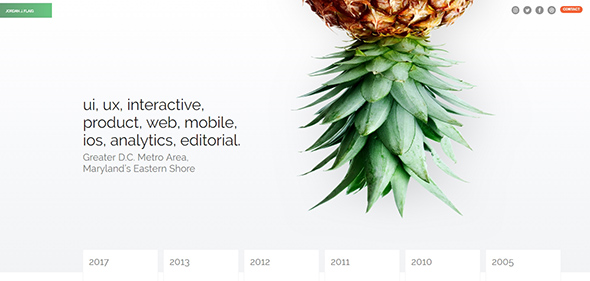 JORDAN J FLAIG
CONTACT
ui, ux, interactive,
product, web, mobile,
ios, analytics, editorial.
Greater D.C. Metro Area,
Maryland's Eastern Shore
2017
2013
2012
2011
2010
2005